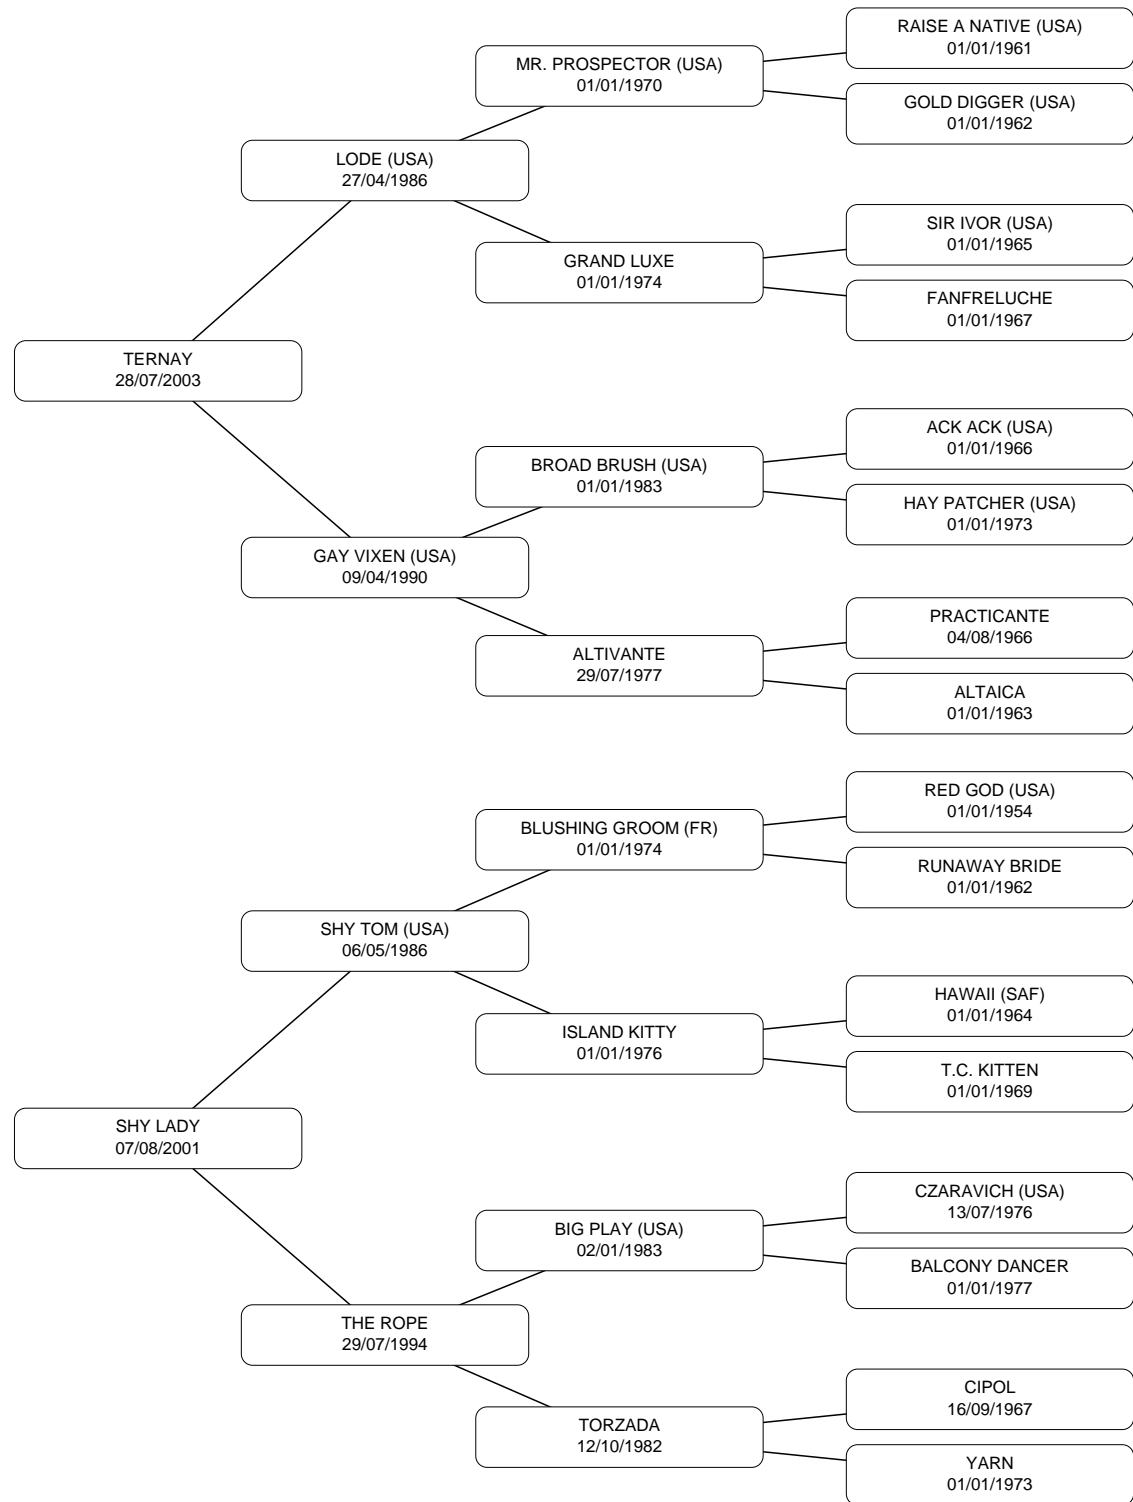 RAISE A NATIVE (USA)
01/01/1961
MR. PROSPECTOR (USA)
01/01/1970
GOLD DIGGER (USA)
01/01/1962
LODE (USA)
27/04/1986
SIR IVOR (USA)
01/01/1965
GRAND LUXE
01/01/1974
FANFRELUCHE
01/01/1967
TERNAY
28/07/2003
ACK ACK (USA)
01/01/1966
BROAD BRUSH (USA)
01/01/1983
HAY PATCHER (USA)
01/01/1973
GAY VIXEN (USA)
09/04/1990
PRACTICANTE
04/08/1966
ALTIVANTE
29/07/1977
ALTAICA
01/01/1963
RED GOD (USA)
01/01/1954
BLUSHING GROOM (FR)
01/01/1974
RUNAWAY BRIDE
01/01/1962
SHY TOM (USA)
06/05/1986
HAWAII (SAF)
01/01/1964
ISLAND KITTY
01/01/1976
T.C. KITTEN
01/01/1969
SHY LADY
07/08/2001
CZARAVICH (USA)
13/07/1976
BIG PLAY (USA)
02/01/1983
BALCONY DANCER
01/01/1977
THE ROPE
29/07/1994
CIPOL
16/09/1967
TORZADA
12/10/1982
YARN
01/01/1973